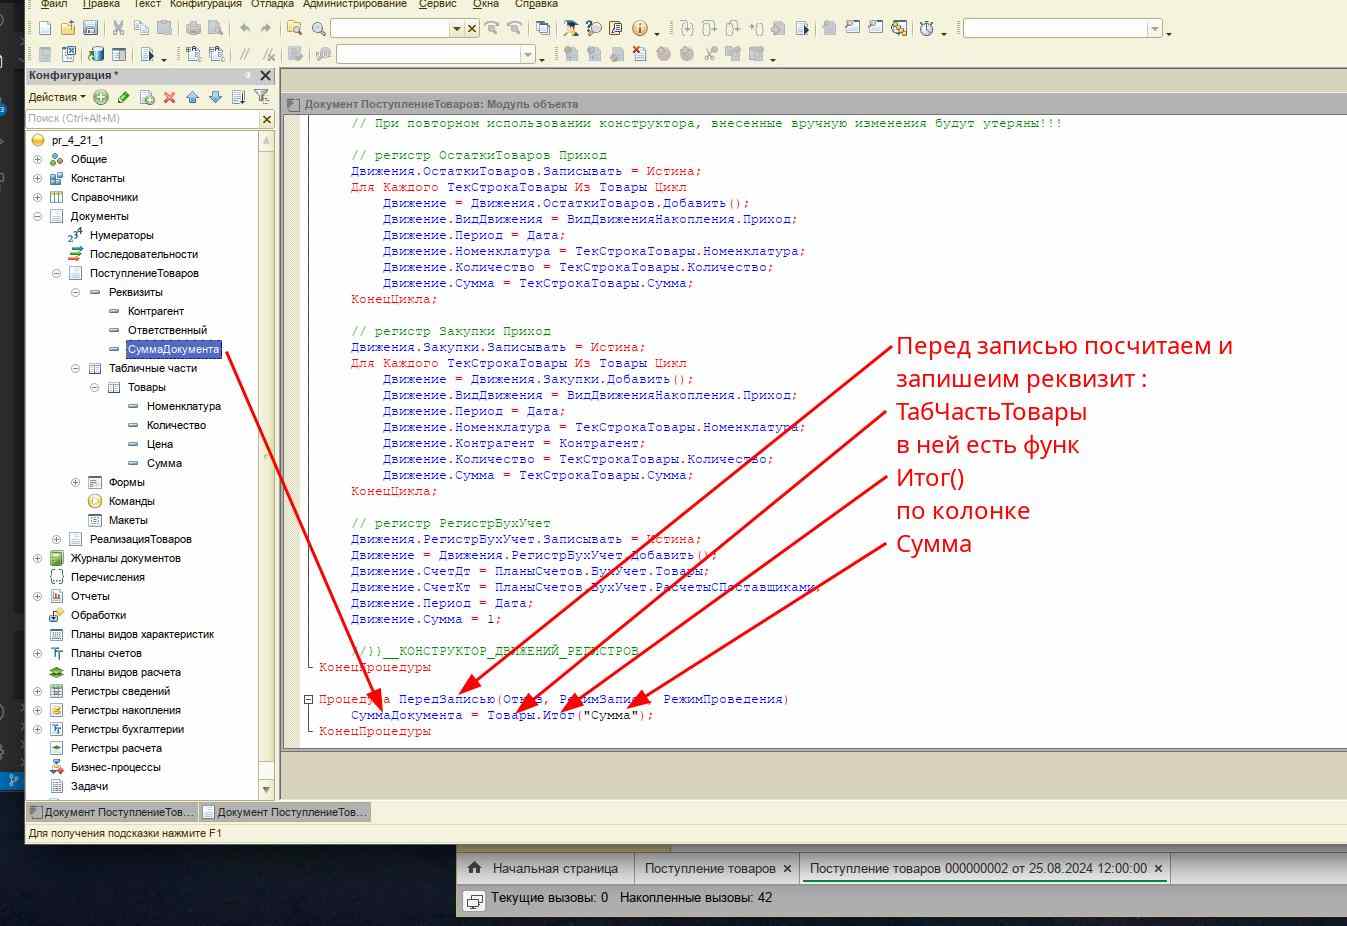 Файл Правка Текст Конфигурация Отладка Администрирование Сервис Окна Справка
Конфигурация *
Действия
Поиск (Ctrl+Alt+M)
pr_4_21_1
Общие
Константы
Справочники
Документы
Нумераторы
Последовательности
ПоступлениеТоваров
Реквизиты
Контрагент
Ответственный
СуммаДокумента
Табличные части
Товары
Номенклатура
Количество
Цена
Сумма
Формы
Команды
Макеты
РеализацияТоваров
Журналы документов
Перечисления
Отчеты
Обработки
Планы видов характеристик
Планы счетов
Планы видов расчета
Регистры сведений
Регистры накопления
Регистры бухгалтерии
Регистры расчета
Бизнес-процессы
Задачи
Документ ПоступлениеТоваров: Модуль объекта
// При повторном использовании конструктора, внесенные вручную изменения будут утеряны!!!
// регистр ОстаткиТоваров Приход
Движения.ОстаткиТоваров.Записывать = Истина;
Для Каждого ТекСтрокаТовары Из Товары Цикл
Движение = Движения.ОстаткиТоваров.Добавить();
Движение.ВидДвижения = ВидДвиженияНакопления.Приход;
Движение.Период = Дата;
Движение.Номенклатура = ТекСтрокаТовары.Номенклатура;
Движение.Количество = ТекСтрокаТовары.Количество;
Движение.Сумма = ТекСтрокаТовары.Сумма;
КонецЦикла;
// регистр Закупки Приход
Движения.Закупки.Записывать = Истина;
Для Каждого ТекСтрокаТовары Из Товары Цикл
Движение = Движения.Закупки.Добавить();
Движение.ВидДвижения = ВидДвиженияНакопления.Приход;
Движение.Период = Дата;
Движение.Номенклатура = ТекСтрокаТовары.Номенклатура;
Движение.Контрагент = Контрагент;
Движение.Количество = ТекСтрокаТовары.Количество;
Движение.Сумма = ТекСтрокаТовары.Сумма;
КонецЦикла;
// регистр РегистрБухУчет
Движения.РегистрБухУчет.Записывать = Истина;
Движение = Движения.РегистрБухУчет.Добавить();
Движение.СчетДт = ПланыСчетов.БухУчет.Товары;
Движение.СчетКт = ПланыСчетов.БухУчет.РасчетыСПоставщиками;
Движение.Период = Дата;
Движение.Сумма = 1;
//}}__КОНСТРУКТОР_ДВИЖЕНИЙ_РЕГИСТРОВ
КонецПроцедуры
Процедура ПередЗаписью(Отказ, РежимЗаписи, РежимПроведения)
СуммаДокумента = Товары.Итог("Сумма");
КонецПроцедуры
Перед записью посчитаем и
запишеим реквизит :
ТабЧастьТовары
в ней есть функ
Итог()
по колонке
Сумма
Документ ПоступлениеТов... Документ ПоступлениеТов...
Для получения подсказки нажмите F1
Начальная страница Поступление товаров Поступление товаров 000000002 от 25.08.2024 12:00:00
Текущие вызовы: 0 Накопленные вызовы: 42